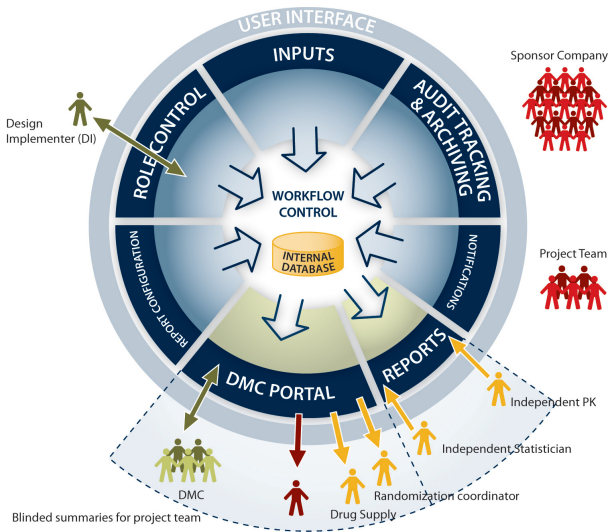 USER INTERFACE
INPUTS
Sponsor Company
AUDIT TRACKING
& ARCHIVING
ROLE CONTROL
Design
Implementer (DI)
WORKFLOW
CONTROL
INTERNAL
DATABASE
REPORT CONFIGURATION
NOTIFICATIONS
Project Team
DMC PORTAL
REPORTS
Independent PK
Independent Statistician
DMC
Randomization coordinator
Drug Supply
Blinded summaries for project team